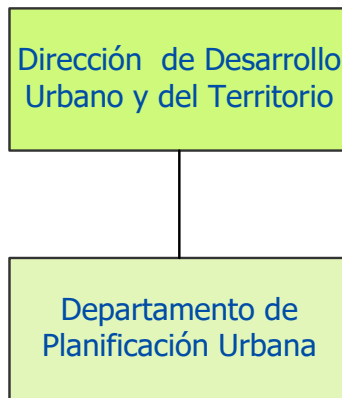 Dirección de Desarrollo
Urbano y del Territorio
Departamento de
Planificación Urbana